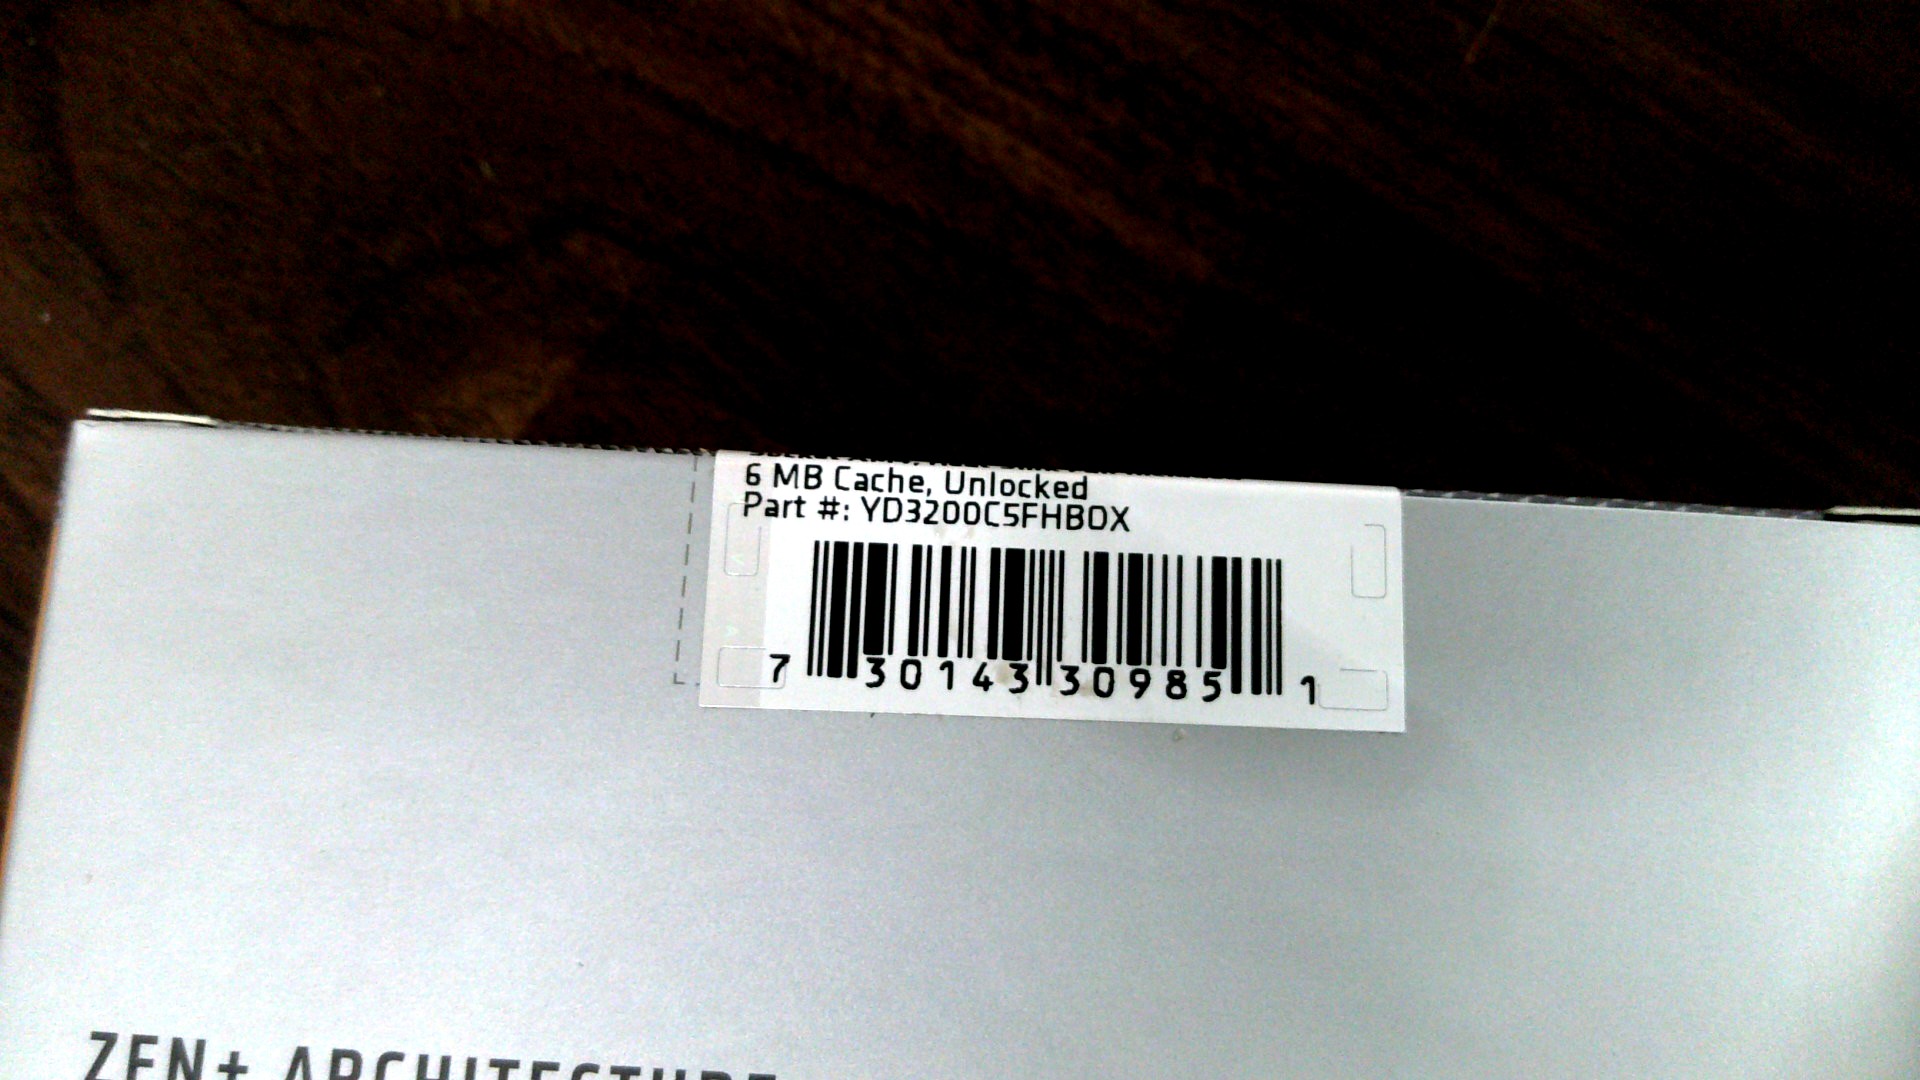 6 MB Cache, Unlocked
Part #: YD3200C5FHBOX
7 30143 30985 1
ZEN+ ARCHITECTURE